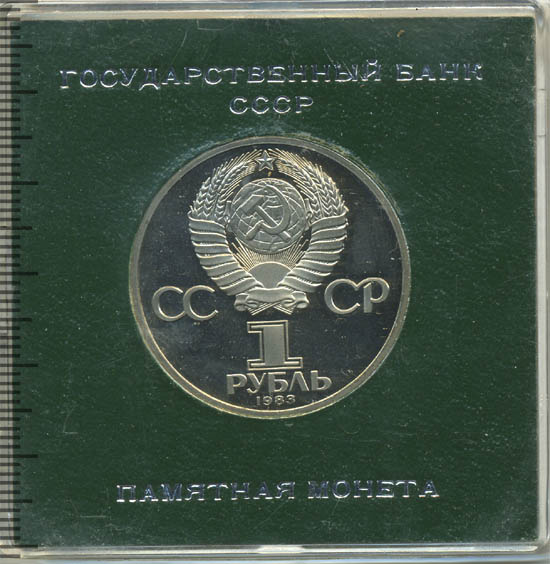 ГОСУДАРСТВЕННЫЙ БАНК
СССР
СС СР
1
РУБЛЬ
1983
ПАМЯТНАЯ МОНЕТА